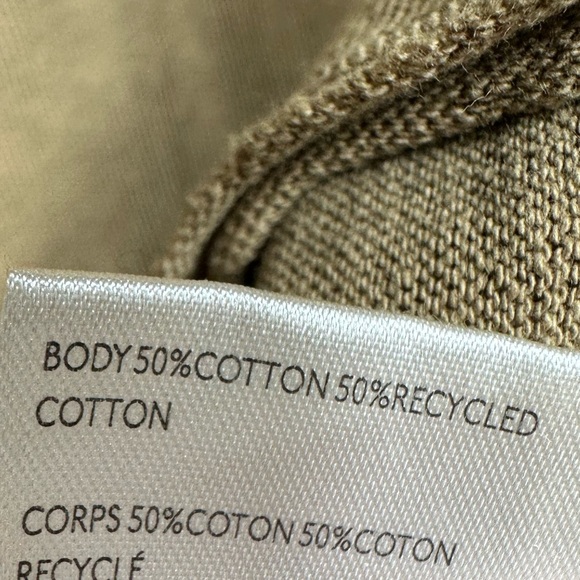 BODY 50%COTTON 50%RECYCLED
COTTON
CORPS 50%COTON 50%COTON
RECYCLÉ